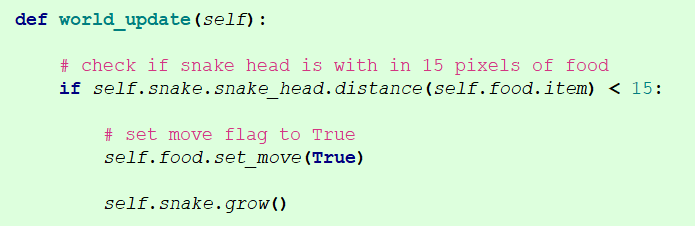 def world_update(self):
# check if snake head is with in 15 pixels of food
if self.snake.snake_head.distance(self.food.item) < 15:
# set move flag to True
self.food.set_move(True)
self.snake.grow()